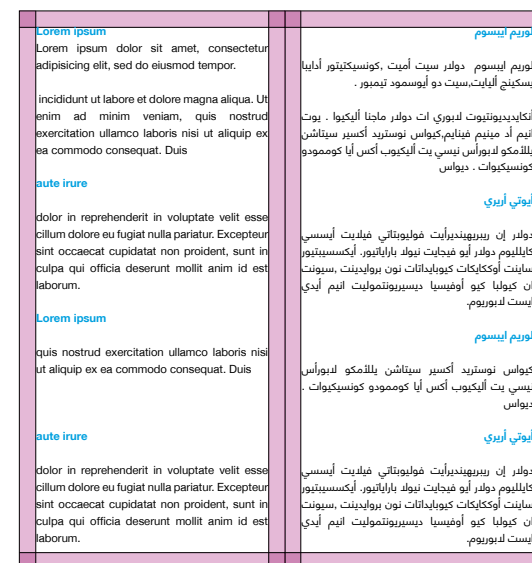 Lorem ipsum
Lorem ipsum dolor sit amet, consectetur
adipisicing elit, sed do eiusmod tempor.
incididunt ut labore et dolore magna aliqua. Ut
enim ad minim veniam, quis nostrud
exercitation ullamco laboris nisi ut aliquip ex
ea commodo consequat. Duis
aute irure
dolor in reprehenderit in voluptate velit esse
cillum dolore eu fugiat nulla pariatur. Excepteur
sint occaecat cupidatat non proident, sunt in
culpa qui officia deserunt mollit anim id est
laborum.
Lorem ipsum
quis nostrud exercitation ullamco laboris nisi
ut aliquip ex ea commodo consequat. Duis
aute irure
dolor in reprehenderit in voluptate velit esse
cillum dolore eu fugiat nulla pariatur. Excepteur
sint occaecat cupidatat non proident, sunt in
culpa qui officia deserunt mollit anim id est
laborum.
لوريم ايبسوم
لوريم ايبسوم دولار سيت أميت ,كونسيكتيتور أدايبا
يسكينج أليايت,سيت دو أيوسمود تيمبور .
أنكايديديونتيوت لابوري ات دولار ماجنا أليكيوا . يوت
انيم أد مينيم فينايم,كيواس نوستريد أكسير سيتاشن
يللأمكو لابورأس نيسي يت أليكيوب أكس أيا كوممودو
كونسيكيوات . ديواس
أيوتي أريري
دولار إن ريبريهينديرأيت فوليوبتاتي فيلايت أيسسي
كايلليوم دولار أيو فيجايت نيولا باراياتيور. أيكسسيبتيور
ساينت أوككايكات كيوبايداتات نون بروايدينت ,سيونت
ان كيولبا كيو أوفيسيا ديسيريونتموليت انيم أيدي
ايست لابوريوم.
لوريم ايبسوم
كيواس نوستريد أكسير سيتاشن يللأمكو لابورأس
نيسي يت أليكيوب أكس أيا كوممودو كونسيكيوات .
ديواس
أيوتي أريري
دولار إن ريبريهينديرأيت فوليوبتاتي فيلايت أيسسي
كايلليوم دولار أيو فيجايت نيولا باراياتيور. أيكسسيبتيور
ساينت أوككايكات كيوبايداتات نون بروايدينت ,سيونت
ان كيولبا كيو أوفيسيا ديسيريونتموليت انيم أيدي
ايست لابوريوم.